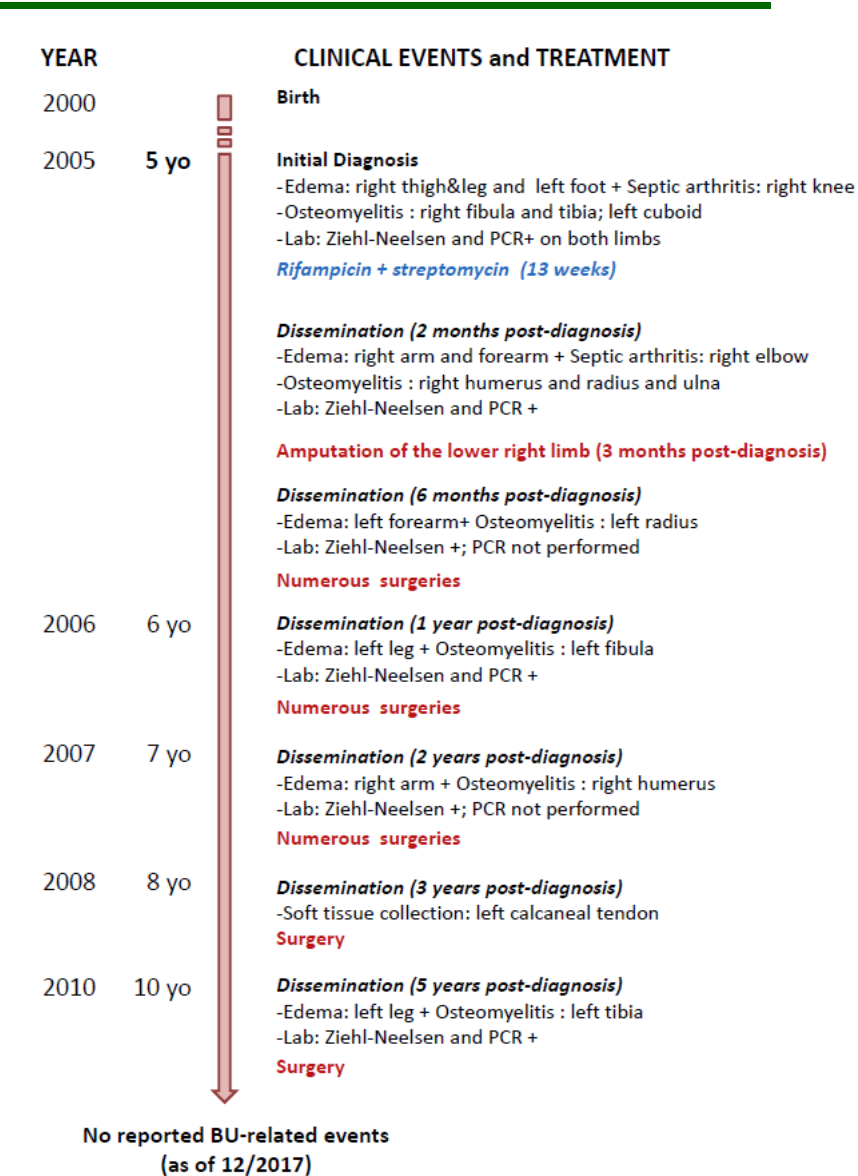 YEAR CLINICAL EVENTS and TREATMENT
2000 Birth
2005 5 yo Initial Diagnosis
-Edema: right thigh&leg and left foot + Septic arthritis: right knee
-Osteomyelitis : right fibula and tibia; left cuboid
-Lab: Ziehl-Neelsen and PCR+ on both limbs
Rifampicin + streptomycin (13 weeks)
Dissemination (2 months post-diagnosis)
-Edema: right arm and forearm + Septic arthritis: right elbow
-Osteomyelitis : right humerus and radius and ulna
-Lab: Ziehl-Neelsen and PCR +
Amputation of the lower right limb (3 months post-diagnosis)
Dissemination (6 months post-diagnosis)
-Edema: left forearm+ Osteomyelitis : left radius
-Lab: Ziehl-Neelsen +; PCR not performed
Numerous surgeries
2006 6 yo Dissemination (1 year post-diagnosis)
-Edema: left leg + Osteomyelitis : left fibula
-Lab: Ziehl-Neelsen and PCR +
Numerous surgeries
2007 7 yo Dissemination (2 years post-diagnosis)
-Edema: right arm + Osteomyelitis : right humerus
-Lab: Ziehl-Neelsen +; PCR not performed
Numerous surgeries
2008 8 yo Dissemination (3 years post-diagnosis)
-Soft tissue collection: left calcaneal tendon
Surgery
2010 10 yo Dissemination (5 years post-diagnosis)
-Edema: left leg + Osteomyelitis : left tibia
-Lab: Ziehl-Neelsen and PCR +
Surgery
No reported BU-related events
(as of 12/2017)